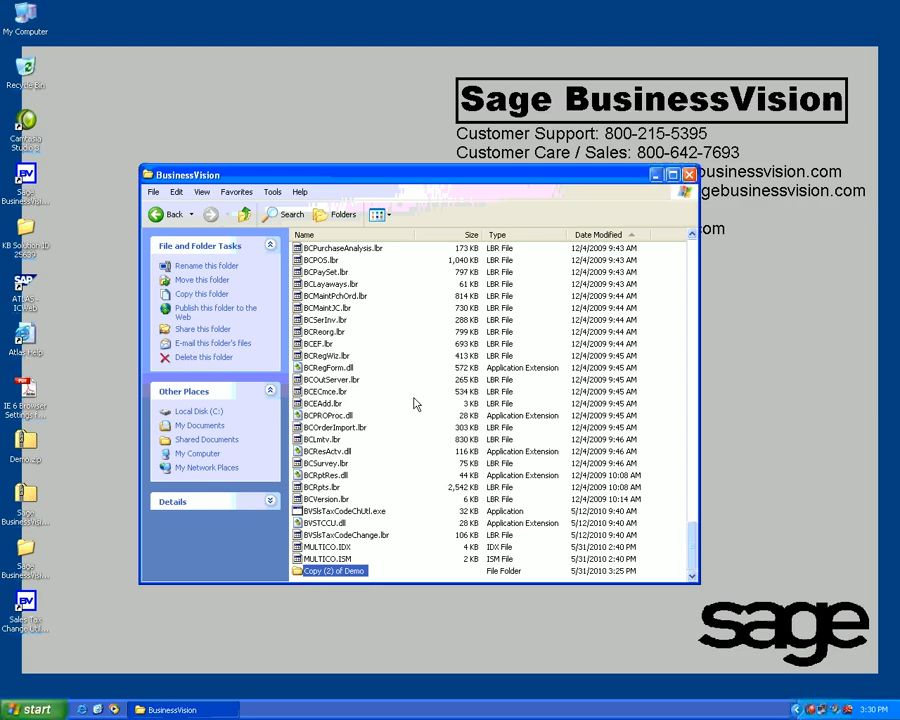 My Computer
Recycle Bin
Camtasia
Studio 3
Sage
BusinessV...
KB Solution ID
ATLAS -
ICWeb
Atlas Help
IE 6 Browser
Settings f...
Demo.zip
Sage
BusinessVi...
Sage
BusinessVi...
Sales Tax
Change Util...
Sage BusinessVision
Customer Support: 800-215-5395
Customer Care / Sales: 800-642-7693
businessvision.com
gebusinessvision.com
com
BusinessVision
File Edit View Favorites Tools Help
Back Search Folders
File and Folder Tasks
Rename this folder
Move this folder
Copy this folder
Publish this folder to the
Web
Share this folder
E-mail this folder's files
Delete this folder
Other Places
Local Disk (C:)
My Documents
Shared Documents
My Computer
My Network Places
Details
Name Size Type Date Modified
BCPurchaseAnalysis.lbr 173 KB LBR File 12/4/2009 9:43 AM
BCPOS.lbr 1,040 KB LBR File 12/4/2009 9:43 AM
BCPaySet.lbr 797 KB LBR File 12/4/2009 9:43 AM
BCLayaways.lbr 61 KB LBR File 12/4/2009 9:43 AM
BCMaintPchOrd.lbr 814 KB LBR File 12/4/2009 9:44 AM
BCMaintJC.lbr 730 KB LBR File 12/4/2009 9:44 AM
BCSerInv.lbr 288 KB LBR File 12/4/2009 9:44 AM
BCReorg.lbr 799 KB LBR File 12/4/2009 9:44 AM
BCEF.lbr 693 KB LBR File 12/4/2009 9:44 AM
BCRegWiz.lbr 413 KB LBR File 12/4/2009 9:45 AM
BCRegForm.dll 572 KB Application Extension 12/4/2009 9:45 AM
BCOutServer.lbr 265 KB LBR File 12/4/2009 9:45 AM
BCECmce.lbr 534 KB LBR File 12/4/2009 9:45 AM
BCEAdd.lbr 3 KB LBR File 12/4/2009 9:45 AM
BCPROProc.dll 28 KB Application Extension 12/4/2009 9:45 AM
BCOrderImport.lbr 303 KB LBR File 12/4/2009 9:45 AM
BCLmtv.lbr 830 KB LBR File 12/4/2009 9:46 AM
BCResActv.dll 116 KB Application Extension 12/4/2009 9:46 AM
BCSurvey.lbr 75 KB LBR File 12/4/2009 9:46 AM
BCRptRes.dll 44 KB Application Extension 12/4/2009 10:08 AM
BCRpts.lbr 2,542 KB LBR File 12/4/2009 10:08 AM
BCVersion.lbr 6 KB LBR File 12/4/2009 10:14 AM
BVSlsTaxCodeChUtl.exe 32 KB Application 5/12/2010 9:40 AM
BVSTCCU.dll 28 KB Application Extension 5/12/2010 9:40 AM
BVSlsTaxCodeChange.lbr 106 KB LBR File 5/12/2010 9:40 AM
MULTICO.IDX 4 KB IDX File 5/31/2010 2:40 PM
MULTICO.ISM 2 KB ISM File 5/31/2010 2:40 PM
Copy (2) of Demo File Folder 5/31/2010 3:25 PM
sage
start BusinessVision 3:30 PM